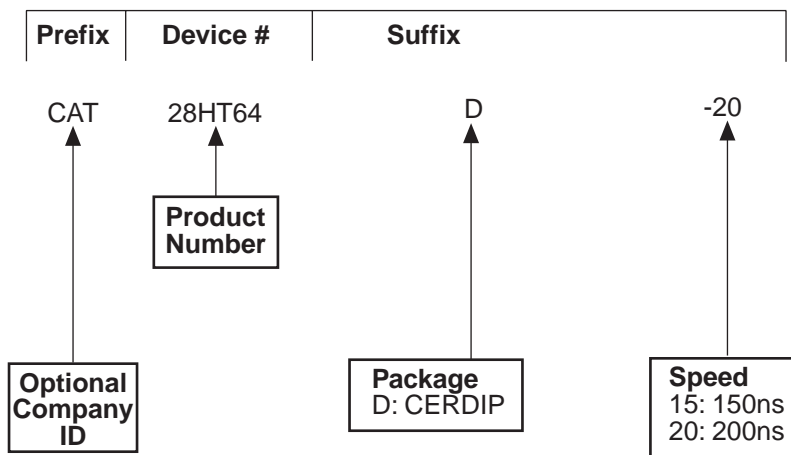 Prefix Device # Suffix
CAT 28HT64 D -20
Product
Number
Optional
Company
ID
Package
D: CERDIP
Speed
15: 150ns
20: 200ns